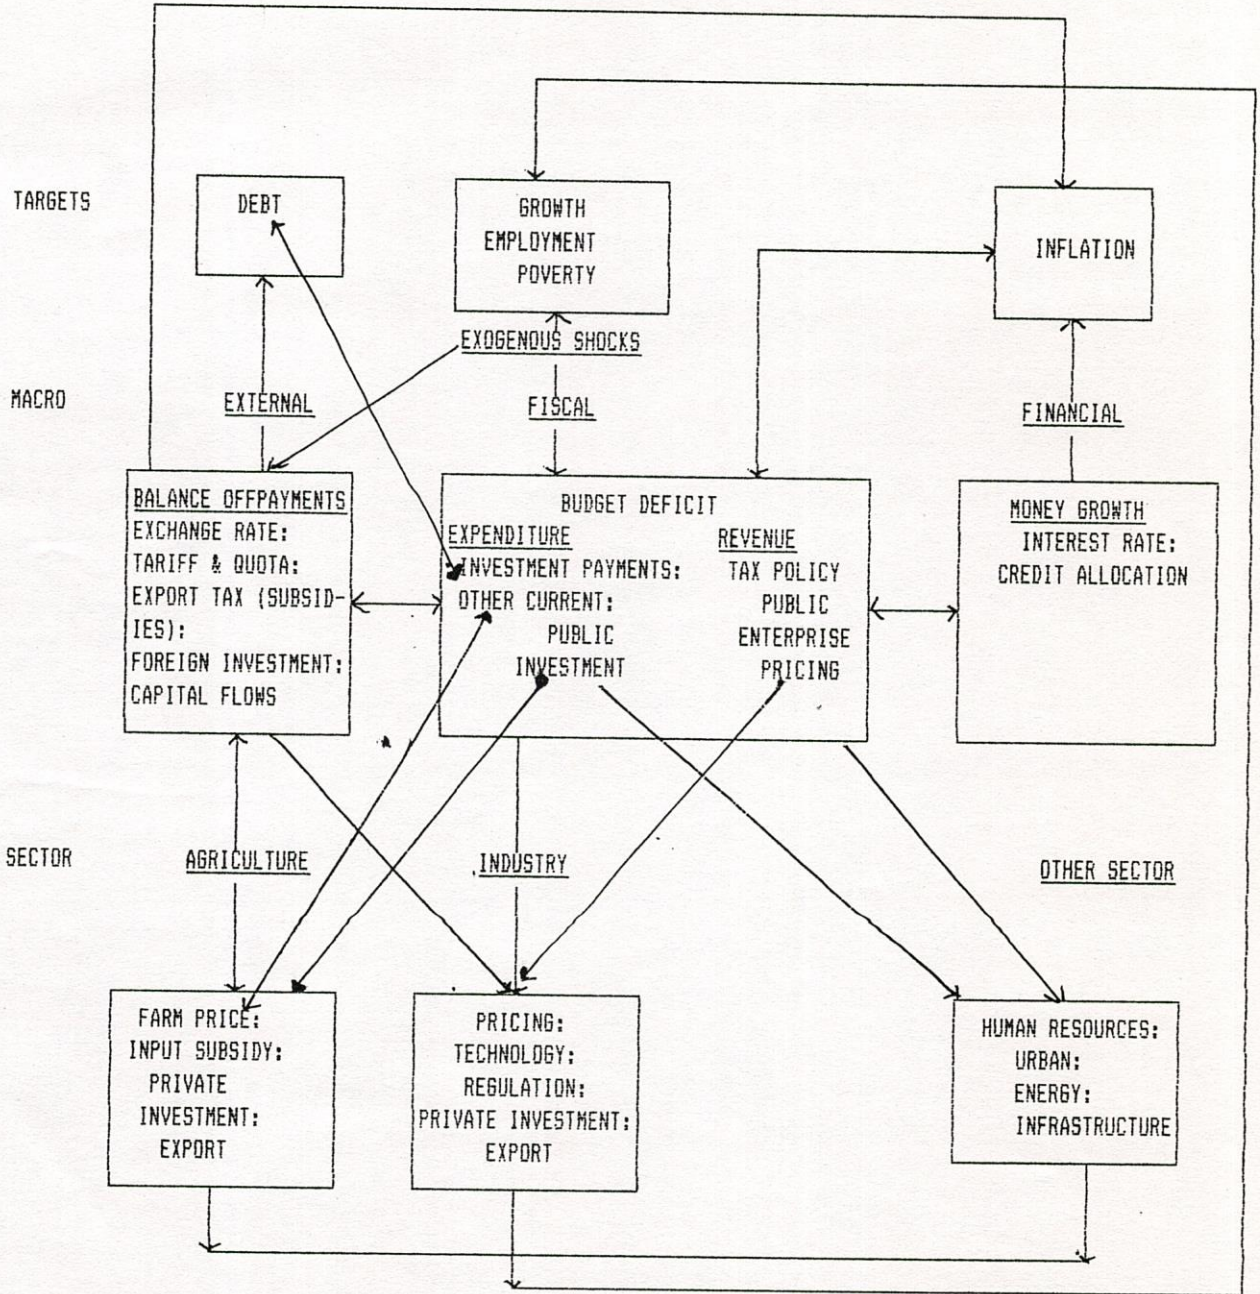 TARGETS
DEBT
GROWTH
EMPLOYMENT
POVERTY
INFLATION
EXOGENOUS SHOCKS
MACRO
EXTERNAL
FISCAL
FINANCIAL
BALANCE OFFPAYMENTS
EXCHANGE RATE:
TARIFF & QUOTA:
EXPORT TAX (SUBSID-
IES):
FOREIGN INVESTMENT:
CAPITAL FLOWS
BUDGET DEFICIT
EXPENDITURE
INVESTMENT PAYMENTS:
OTHER CURRENT:
PUBLIC
INVESTMENT
REVENUE
TAX POLICY
PUBLIC
ENTERPRISE
PRICING
MONEY GROWTH
INTEREST RATE:
CREDIT ALLOCATION
SECTOR
AGRICULTURE
INDUSTRY
OTHER SECTOR
FARM PRICE:
INPUT SUBSIDY:
PRIVATE
INVESTMENT:
EXPORT
PRICING:
TECHNOLOGY:
REGULATION:
PRIVATE INVESTMENT:
EXPORT
HUMAN RESOURCES:
URBAN:
ENERGY:
INFRASTRUCTURE